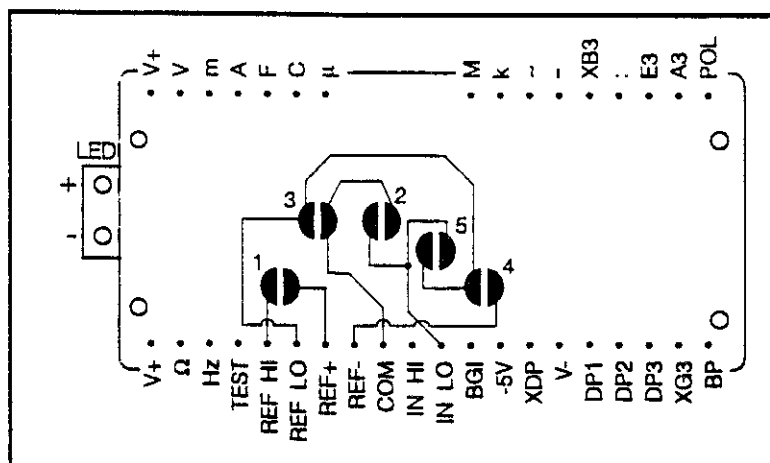 V+ V m A F C μ M k ~ - XB3 :: E3 A3 POL
LED
+
-
3 2 5
1 4
V+ Ω Hz TEST REF HI REF LO REF+ REF- COM IN HI IN LO BGI -5V XDP V- DP1 DP2 DP3 XG3 BP